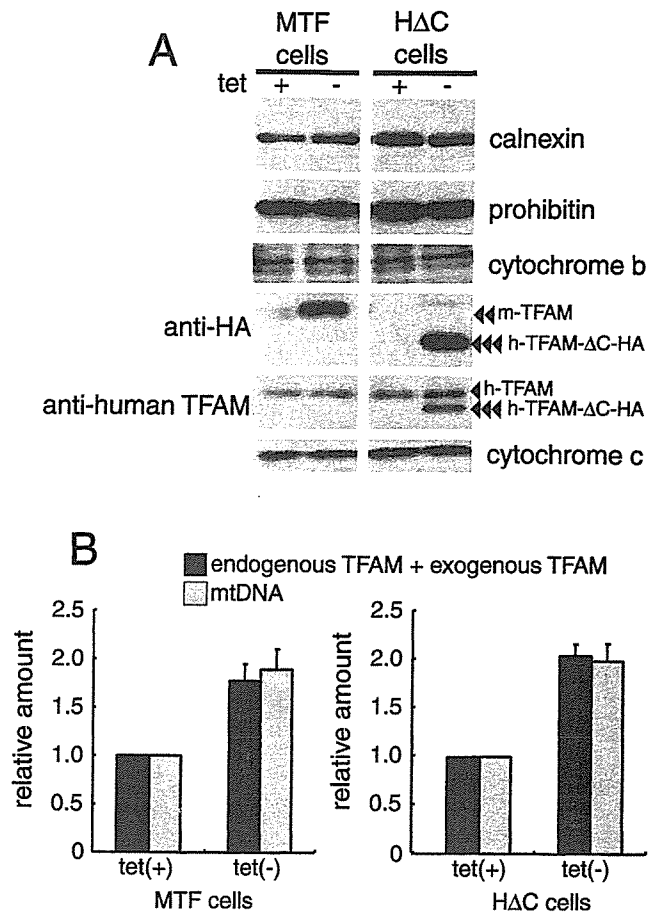 A
MTF cells
HΔC cells
tet + - + -
calnexin
prohibitin
cytochrome b
anti-HA
m-TFAM
h-TFAM-ΔC-HA
anti-human TFAM
h-TFAM
h-TFAM-ΔC-HA
cytochrome c
B
endogenous TFAM + exogenous TFAM
mtDNA
relative amount
2.5
2.0
1.5
1.0
0.5
0
tet(+) tet(-)
MTF cells
relative amount
2.5
2.0
1.5
1.0
0.5
0
tet(+) tet(-)
HΔC cells